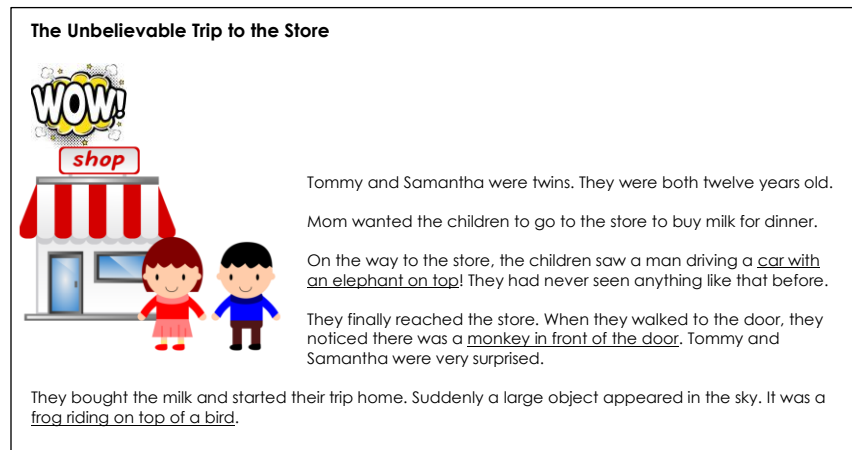 The Unbelievable Trip to the Store
WOW!
shop
Tommy and Samantha were twins. They were both twelve years old.
Mom wanted the children to go to the store to buy milk for dinner.
On the way to the store, the children saw a man driving a car with
an elephant on top! They had never seen anything like that before.
They finally reached the store. When they walked to the door, they
noticed there was a monkey in front of the door. Tommy and
Samantha were very surprised.
They bought the milk and started their trip home. Suddenly a large object appeared in the sky. It was a
frog riding on top of a bird.